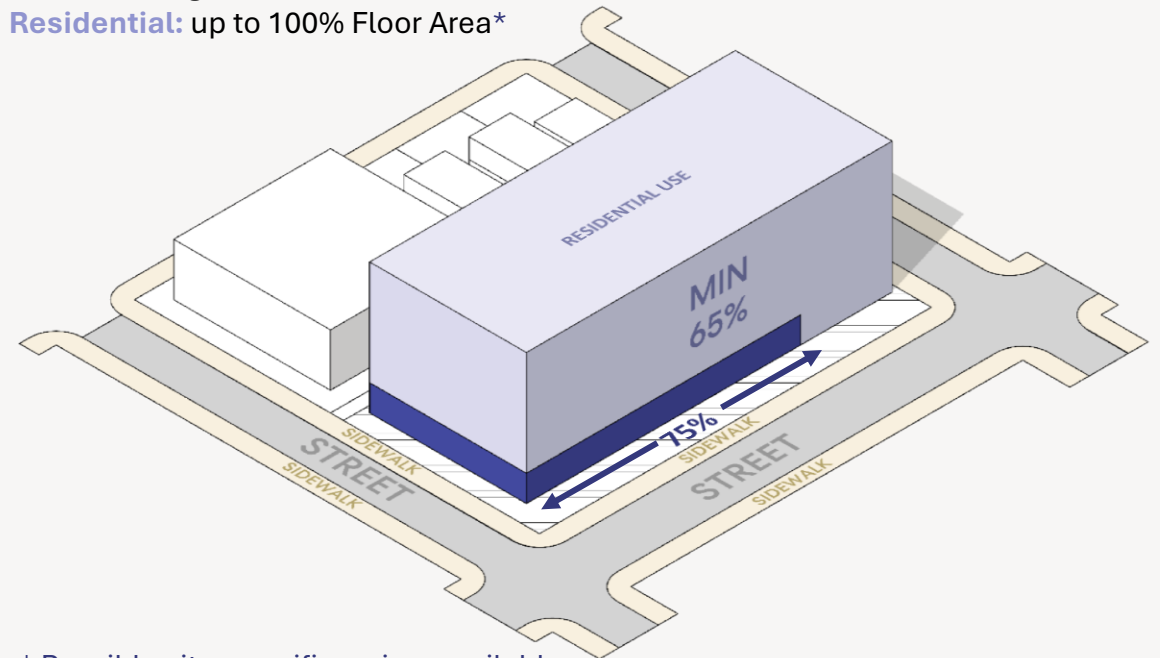 Residential: up to 100% Floor Area*
RESIDENTIAL USE
MIN
65%
75%
SIDEWALK
STREET
SIDEWALK
SIDEWALK
STREET
SIDEWALK